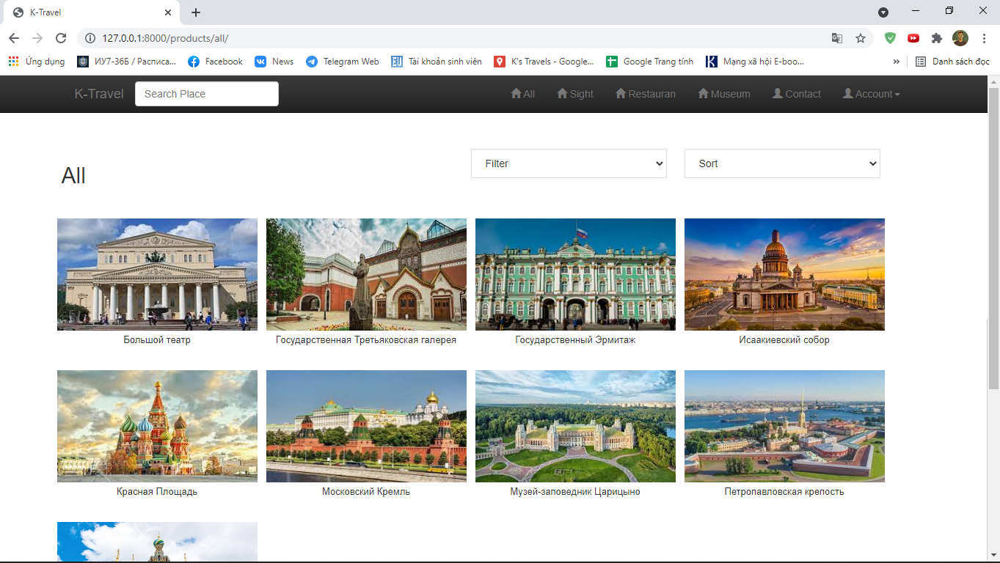 K-Travel
127.0.0.1:8000/products/all/
Ứng dụng
ИУ7-36Б / Расписа...
Facebook
News
Telegram Web
Tài khoản sinh viên
K's Travels - Google...
Google Trang tính
Mạng xã hội E-boo...
»
Danh sách đọc
K-Travel
Search Place
All
Sight
Restauran
Museum
Contact
Account
All
Filter
Sort
Большой театр
Государственная Третьяковская галерея
Государственный Эрмитаж
Исаакиевский собор
Красная Площадь
Московский Кремль
Музей-заповедник Царицыно
Петропавловская крепость